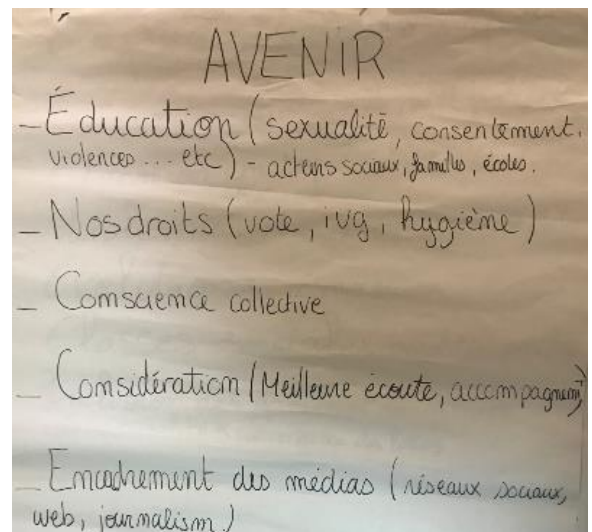 AVENIR
- Éducation (sexualité, consentement,
violences ... etc) - acteurs sociaux, familles, écoles.
- Nos droits (vote, ivg, hygiène)
- Conscience collective
- Considération (Meilleure écoute, accompagnemt)
- Encadrement des médias (réseaux sociaux,
web, journalism.)